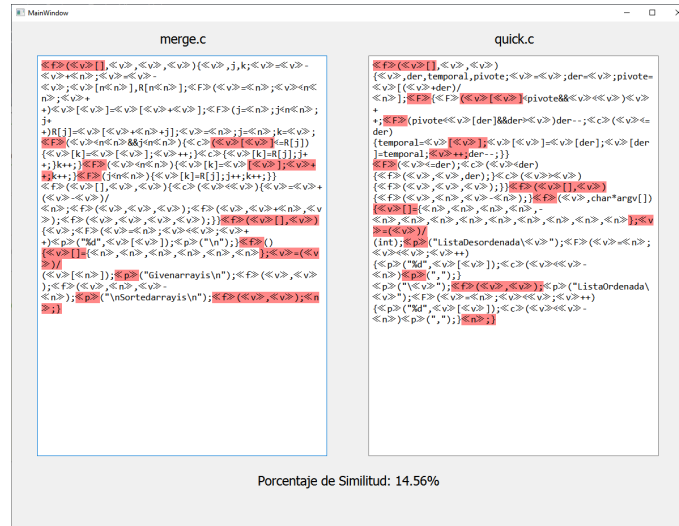 MainWindow
merge.c
≪f≫(≪v≫[],≪v≫,≪v≫,≪v≫){≪v≫,j,k;≪v≫=≪v≫-
≪v≫+≪n≫;≪v≫=≪v≫-
≪v≫;≪v≫[n≪n≫],R[n≪n≫];≪F≫(≪v≫=≪n≫;≪v≫<n≪
n≫;≪v≫+
+)≪v≫[≪v≫]=≪v≫[≪v≫+≪v≫];≪F≫(j=≪n≫;j<n≪n≫;
j+
+)R[j]=≪v≫[≪v≫+≪n≫+j];≪v≫=≪n≫;j=≪n≫;k=≪v≫;
≪F≫(≪v≫<n≪n≫&&j<n≪n≫){≪c≫(≪v≫[≪v≫]<=R[j])
{≪v≫[k]=≪v≫[≪v≫];≪v≫++;}≪c≫{≪v≫[k]=R[j];j+
+;}k++;}≪F≫(≪v≫<n≪n≫){≪v≫[k]=≪v≫[≪v≫];≪v≫+
+;k++;}≪F≫(j<n≪n≫){≪v≫[k]=R[j];j++;k++;}}
≪f≫(≪v≫[],≪v≫,≪v≫){≪c≫(≪v≫<≪v≫){≪v≫=≪v≫+
(≪v≫-≪v≫)/
≪n≫;≪f≫(≪v≫,≪v≫,≪v≫);≪f≫(≪v≫,≪v≫+≪n≫,≪v
≫);≪f≫(≪v≫,≪v≫,≪v≫,≪v≫);}}≪f≫(≪v≫[],≪v≫)
{≪v≫;≪F≫(≪v≫=≪n≫;≪v≫<≪v≫;≪v≫+
+)≪p≫("%d",≪v≫[≪v≫]);≪p≫("\n");}≪f≫()
{≪v≫[]={≪n≫,≪n≫,≪n≫,≪n≫,≪n≫,≪n≫};≪v≫=(≪v
≫)/
(≪v≫[≪n≫]);≪p≫("Givenarrayis\n");≪f≫(≪v≫,≪v≫
);≪f≫(≪v≫,≪n≫,≪v≫-
≪n≫);≪p≫("\nSortedarrayis\n");≪f≫(≪v≫,≪v≫);≪n
≫;}
quick.c
≪f≫(≪v≫[],≪v≫,≪v≫)
{≪v≫,der,temporal,pivote;≪v≫=≪v≫;der=≪v≫;pivote=
≪v≫[(≪v≫+der)/
≪n≫];≪F≫{≪F≫(≪v≫[≪v≫]<pivote&&≪v≫<≪v≫)≪v≫
+
+;≪F≫(pivote<≪v≫[der]&&der>≪v≫)der--;≪c≫(≪v≫<=
der)
{temporal=≪v≫[≪v≫];≪v≫[≪v≫]=≪v≫[der];≪v≫[der
]=temporal;≪v≫++;der--;}}
≪F≫(≪v≫<=der);≪c≫(≪v≫<der)
{≪f≫(≪v≫,≪v≫,der);}≪c≫(≪v≫>≪v≫)
{≪f≫(≪v≫,≪v≫,≪v≫);}}≪f≫(≪v≫[],≪v≫)
{≪f≫(≪v≫,≪n≫,≪v≫-≪n≫);}≪f≫(≪v≫,char*argv[])
{≪v≫[]={≪n≫,≪n≫,≪n≫,≪n≫,-
≪n≫,≪n≫,≪n≫,≪n≫,≪n≫,≪n≫,≪n≫,≪n≫};≪v
≫=(≪v≫)/
(int);≪p≫("ListaDesordenada\≪v≫");≪F≫(≪v≫=≪n≫;
≪v≫<≪v≫;≪v≫++)
{≪p≫("%d",≪v≫[≪v≫]);≪c≫(≪v≫<≪v≫-
≪n≫)≪p≫(",");}
≪p≫("\≪v≫");≪f≫(≪v≫,≪v≫);≪p≫("ListaOrdenada\
≪v≫");≪F≫(≪v≫=≪n≫;≪v≫<≪v≫;≪v≫++)
{≪p≫("%d",≪v≫[≪v≫]);≪c≫(≪v≫<≪v≫-
≪n≫)≪p≫(",");}≪n≫;}
Porcentaje de Similitud: 14.56%